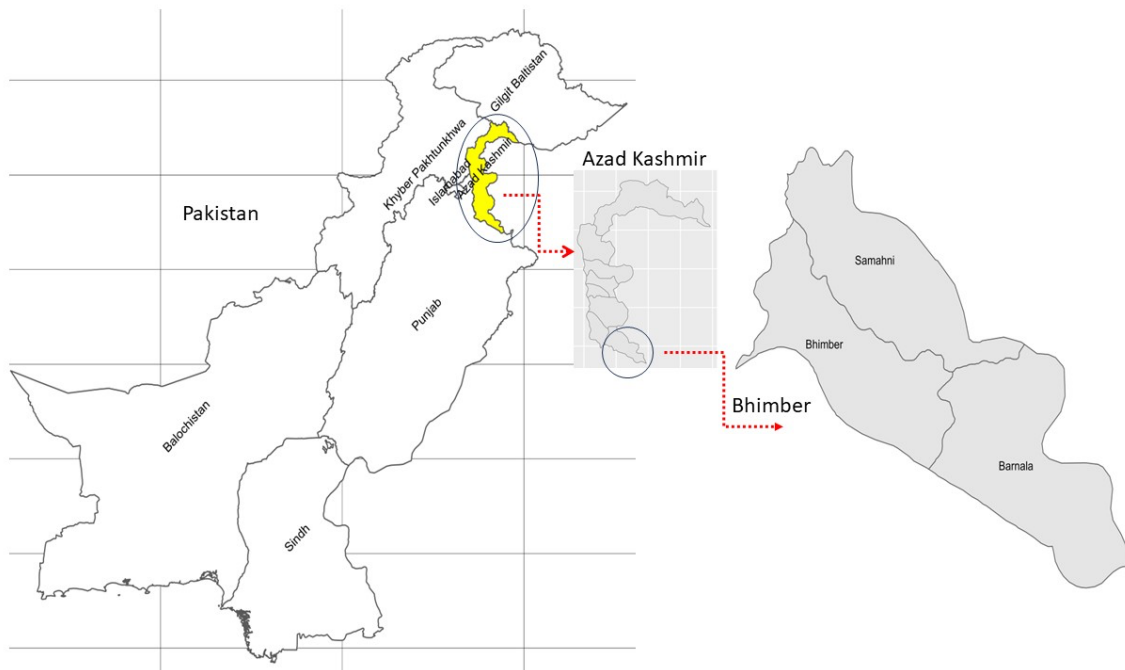 Gilgit Baltistan
Khyber Pakhtunkhwa
Islamabad
Azad Kashmir
Pakistan
Punjab
Balochistan
Sindh
Azad Kashmir
Bhimber
Samahni
Bhimber
Barnala